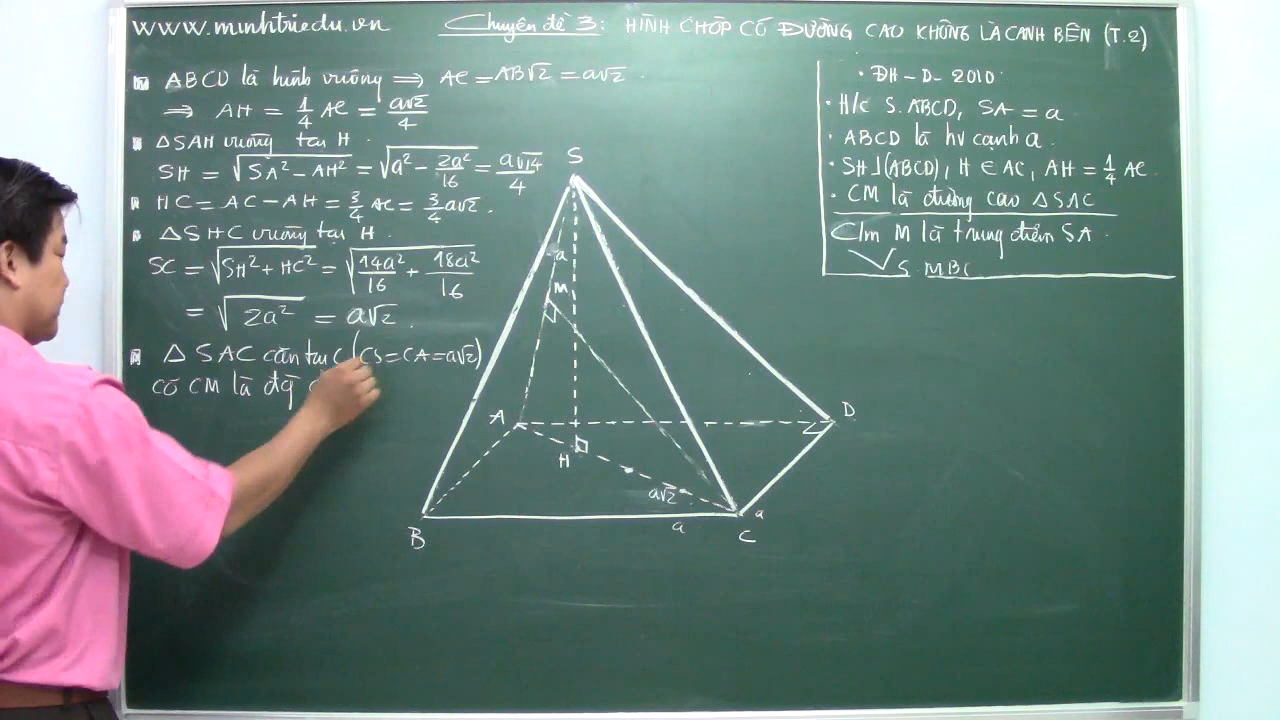 www.minhtriedu.vn
Chuyên đề 3: HÌNH CHÓP CÓ ĐƯỜNG CAO KHÔNG LÀ CẠNH BÊN (T.2)
ABCD là hình vuông ⇒ AC = AB√2 = a√2
⇒ AH = 1/4 AC = a√2/4
ΔSAH vuông tại H.
SH = √(SA² - AH²) = √(a² - 2a²/16) = a√14/4
HC = AC - AH = 3/4 AC = 3/4 a√2.
ΔSHC vuông tại H.
SC = √(SH² + HC²) = √(14a²/16 + 18a²/16)
= √(2a²) = a√2.
ΔSAC cân tại C (CS = CA = a√2)
có CM là đg
• ĐH - D - 2010.
• H/c S.ABCD, SA = a
• ABCD là hv cạnh a.
• SH ⊥ (ABCD), H ∈ AC, AH = 1/4 AC
• CM là đường cao ΔSAC
C/m M là trung điểm SA
V S.MBC
S
a
M
A
D
H
a√2
a
a
B
C